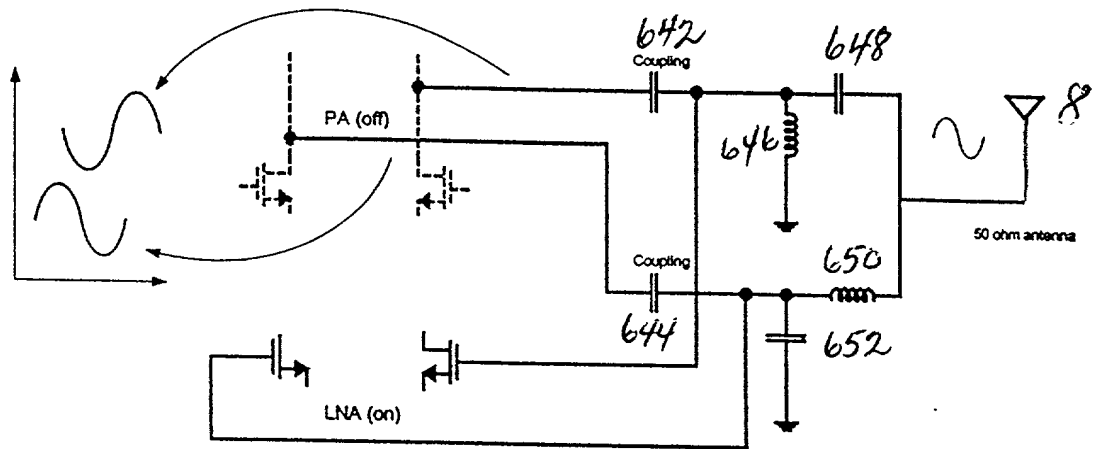 642
648
Coupling
8
PA (off)
646
50 ohm antenna
Coupling
650
644
652
LNA (on)